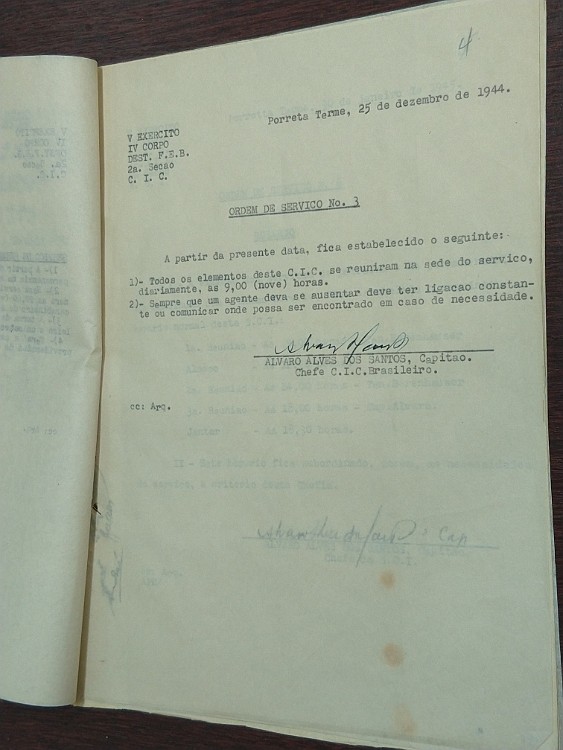 4
Porreta Terme, 25 de dezembro de 1944.
V EXERCITO
IV CORPO
DEST. F.E.B.
2a. Secão
C. I. C.
ORDEM DE SERVICO No. 3
A partir da presente data, fica estabelecido o seguinte:
1)- Todos os elementos deste C.I.C. se reuniram na sede do servico,
diariamente, as 9,00 (nove) horas.
2)- Sempre que um agente deva se ausentar deve ter ligacao constan-
te ou comunicar onde possa ser encontrado em caso de necessidade.
ALVARO ALVES DOS SANTOS, Capitao.
Chefe C.I.C.Brasileiro.
cc: Arq.